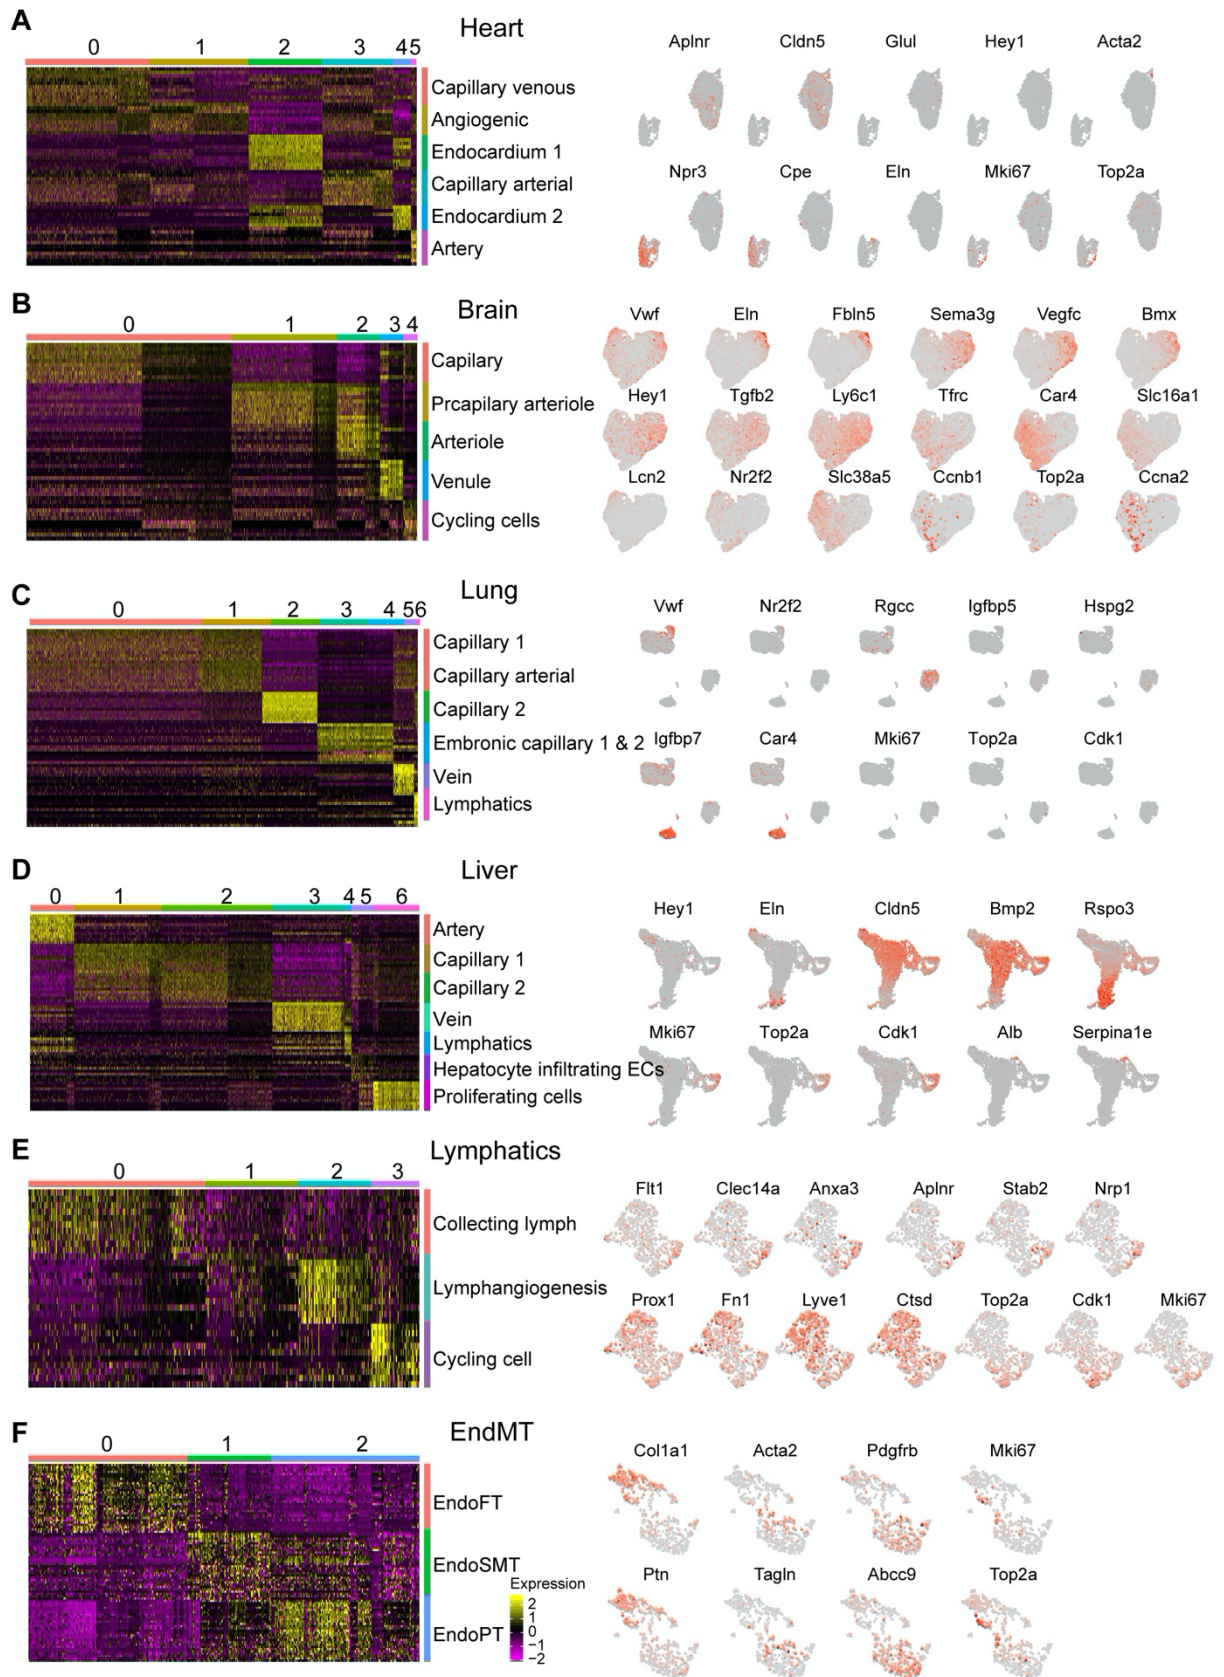 A
Heart
0 1 2 3 4 5
Capillary venous
Angiogenic
Endocardium 1
Capillary arterial
Endocardium 2
Artery
Aplnr Cldn5 Glul Hey1 Acta2
Npr3 Cpe Eln Mki67 Top2a
B
Brain
0 1 2 3 4
Capilary
Prcapilary arteriole
Arteriole
Venule
Cycling cells
Vwf Eln Fbln5 Sema3g Vegfc Bmx
Hey1 Tgfb2 Ly6c1 Tfrc Car4 Slc16a1
Lcn2 Nr2f2 Slc38a5 Ccnb1 Top2a Ccna2
C
Lung
0 1 2 3 4 5 6
Capillary 1
Capillary arterial
Capillary 2
Embronic capillary 1 & 2
Vein
Lymphatics
Vwf Nr2f2 Rgcc Igfbp5 Hspg2
Igfbp7 Car4 Mki67 Top2a Cdk1
D
Liver
0 1 2 3 4 5 6
Artery
Capillary 1
Capillary 2
Vein
Lymphatics
Hepatocyte infiltrating ECs
Proliferating cells
Hey1 Eln Cldn5 Bmp2 Rspo3
Mki67 Top2a Cdk1 Alb Serpina1e
E
Lymphatics
0 1 2 3
Collecting lymph
Lymphangiogenesis
Cycling cell
Flt1 Clec14a Anxa3 Aplnr Stab2 Nrp1
Prox1 Fn1 Lyve1 Ctsd Top2a Cdk1 Mki67
F
EndMT
0 1 2
EndoFT
EndoSMT
EndoPT
Expression
2
1
0
−1
−2
Col1a1 Acta2 Pdgfrb Mki67
Ptn Tagln Abcc9 Top2a